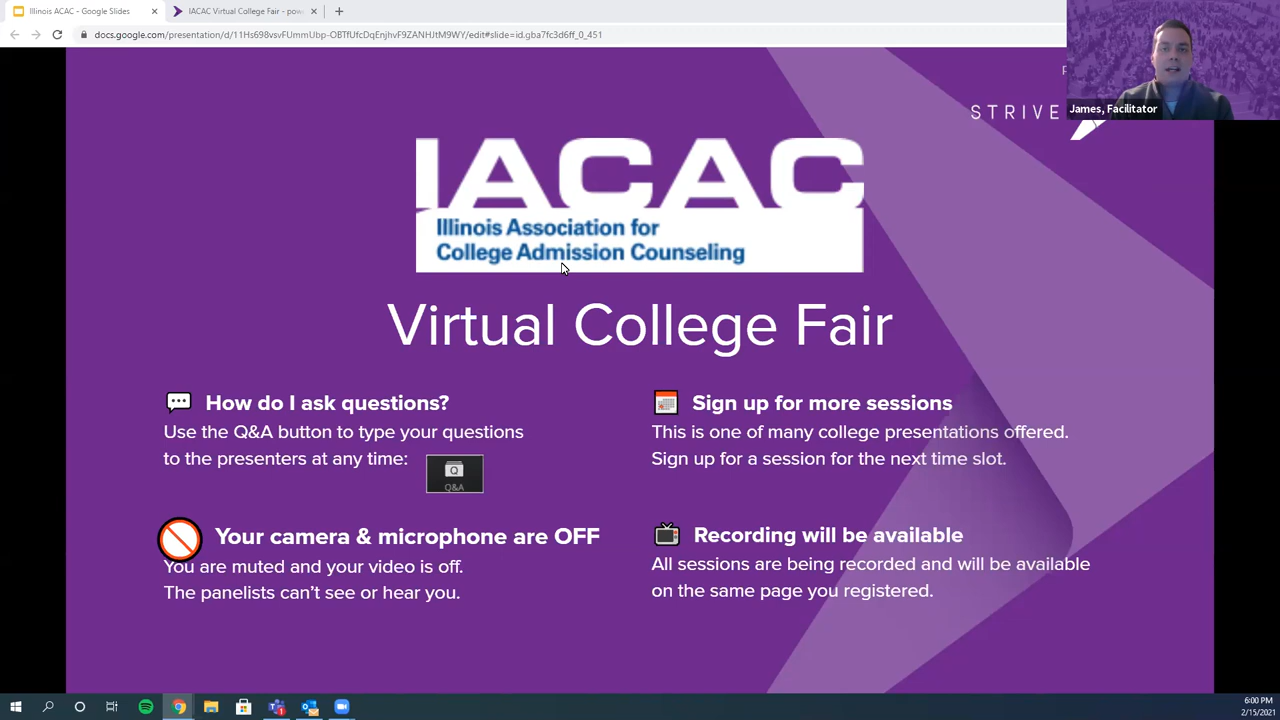 Illinois ACAC - Google Slides
IACAC Virtual College Fair - pow
docs.google.com/presentation/d/11Hs698vsvFUmmUbp-OBTfUfcDqEnjhvF9ZANHJtM9WY/edit#slide=id.gba7fc3d6ff_0_451
STRIVE
James, Facilitator
IACAC
Illinois Association for
College Admission Counseling
Virtual College Fair
How do I ask questions?
Use the Q&A button to type your questions
to the presenters at any time:
Q
Q&A
Your camera & microphone are OFF
You are muted and your video is off.
The panelists can't see or hear you.
Sign up for more sessions
This is one of many college presentations offered.
Sign up for a session for the next time slot.
Recording will be available
All sessions are being recorded and will be available
on the same page you registered.
6:00 PM
2/15/2021